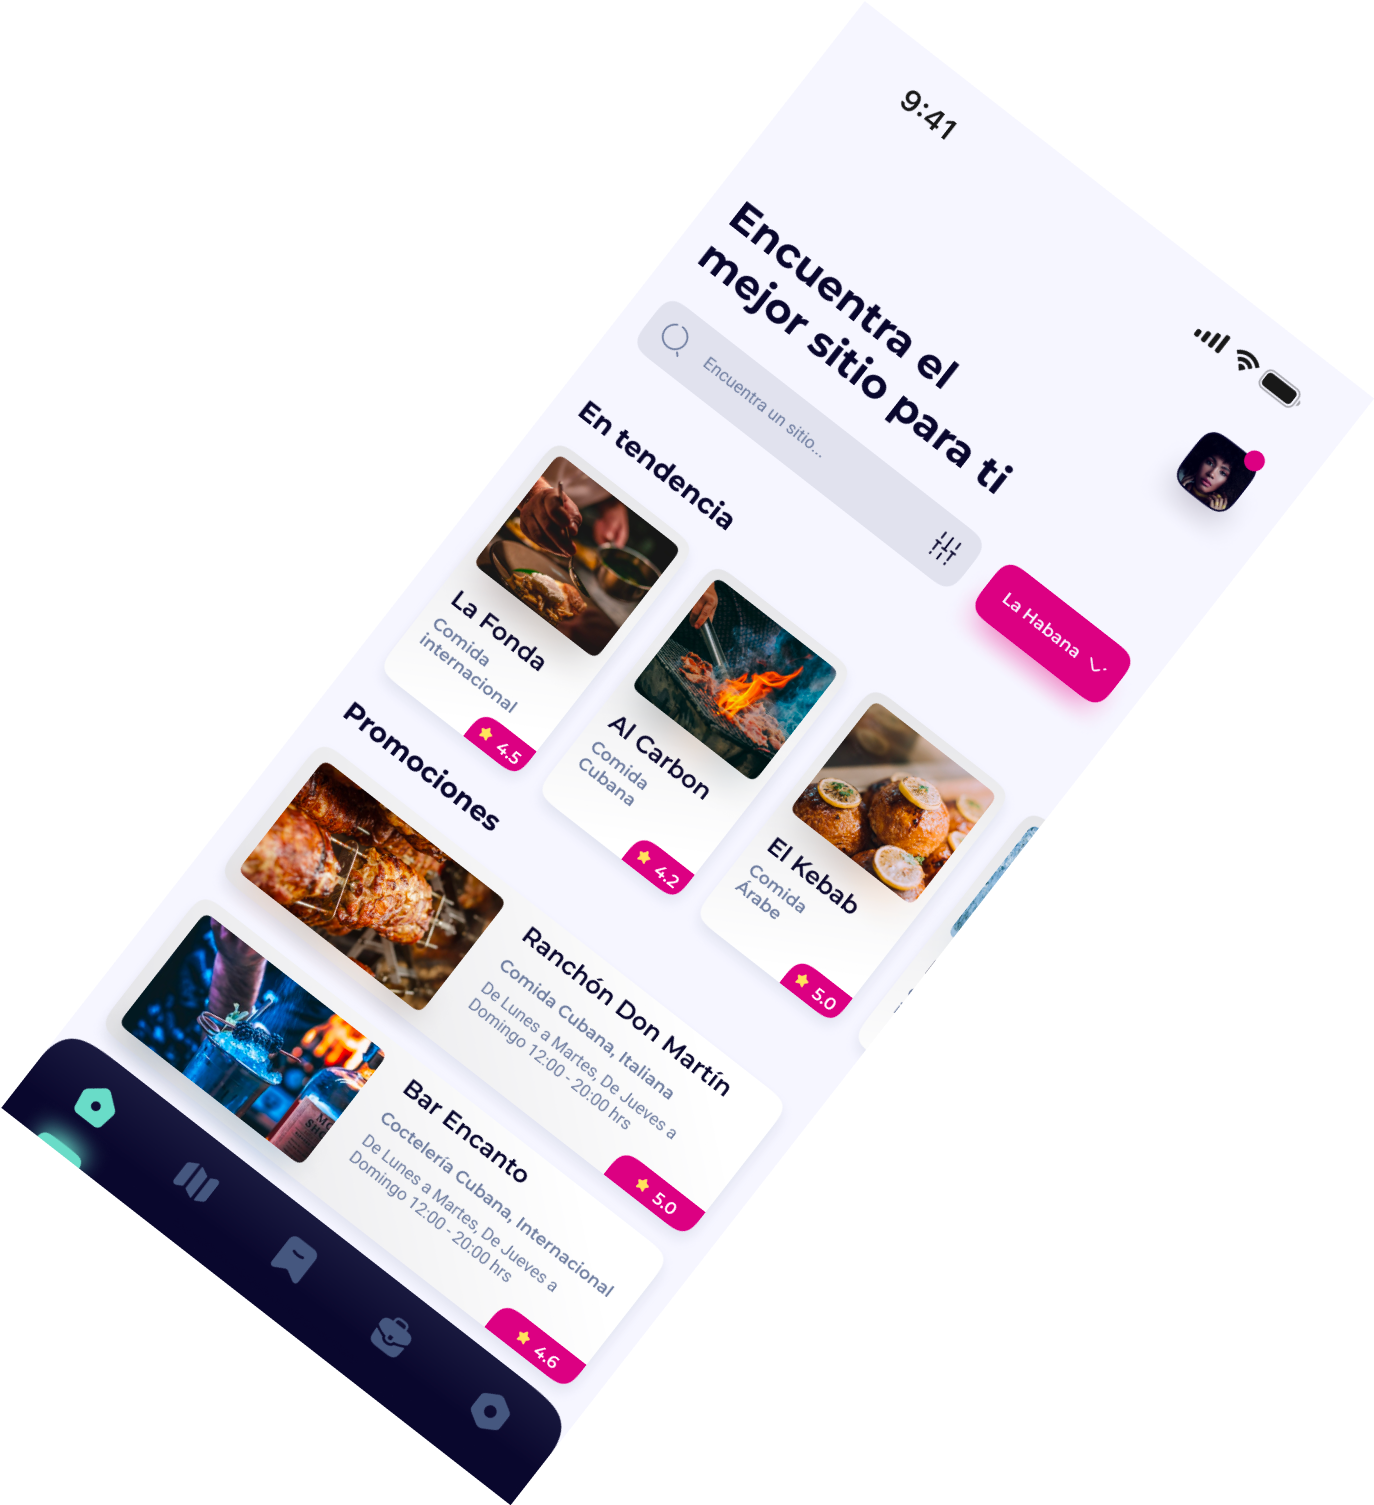 9:41
Encuentra el
mejor sitio para ti
Encuentra un sitio...
La Habana
En tendencia
La Fonda
Comida
internacional
4.5
Al Carbon
Comida
Cubana
4.2
El Kebab
Comida
Árabe
5.0
Promociones
Ranchón Don Martín
Comida Cubana, Italiana
De Lunes a Martes, De Jueves a
Domingo 12:00 - 20:00 hrs
5.0
Bar Encanto
Coctelería Cubana, Internacional
De Lunes a Martes, De Jueves a
Domingo 12:00 - 20:00 hrs
4.6